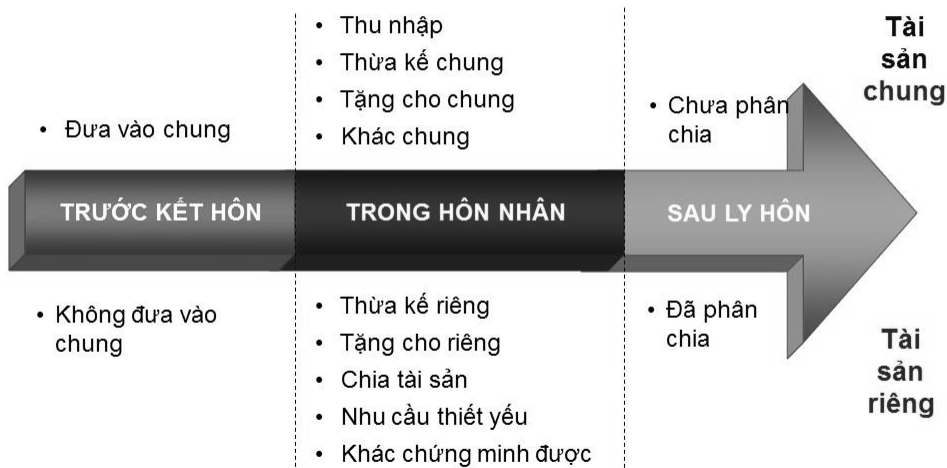 • Thu nhập
• Thừa kế chung
• Tặng cho chung
• Khác chung
• Đưa vào chung
• Chưa phân
chia
Tài
sản
chung
TRƯỚC KẾT HÔN
TRONG HÔN NHÂN
SAU LY HÔN
• Không đưa vào
chung
• Thừa kế riêng
• Tặng cho riêng
• Chia tài sản
• Nhu cầu thiết yếu
• Khác chứng minh được
• Đã phân
chia
Tài
sản
riêng